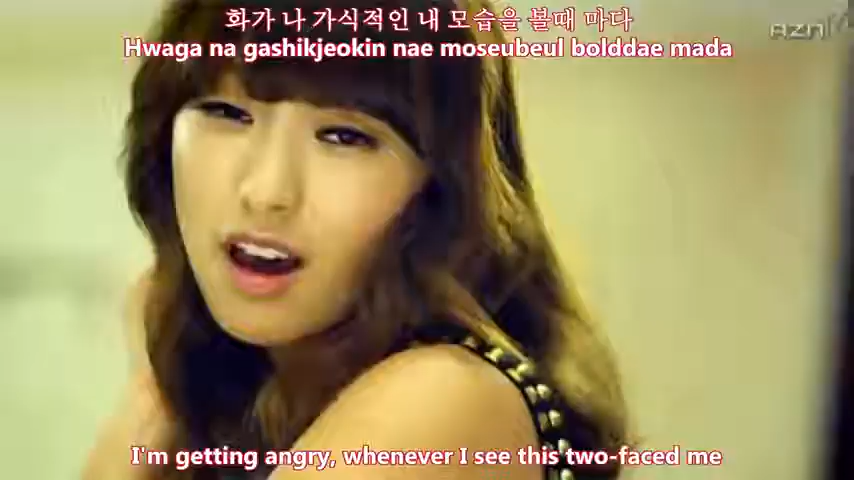 화가 나 가식적인 내 모습을 볼때 마다
Hwaga na gashikjeokin nae moseubeul bolddae mada
AZN
I'm getting angry, whenever I see this two-faced me